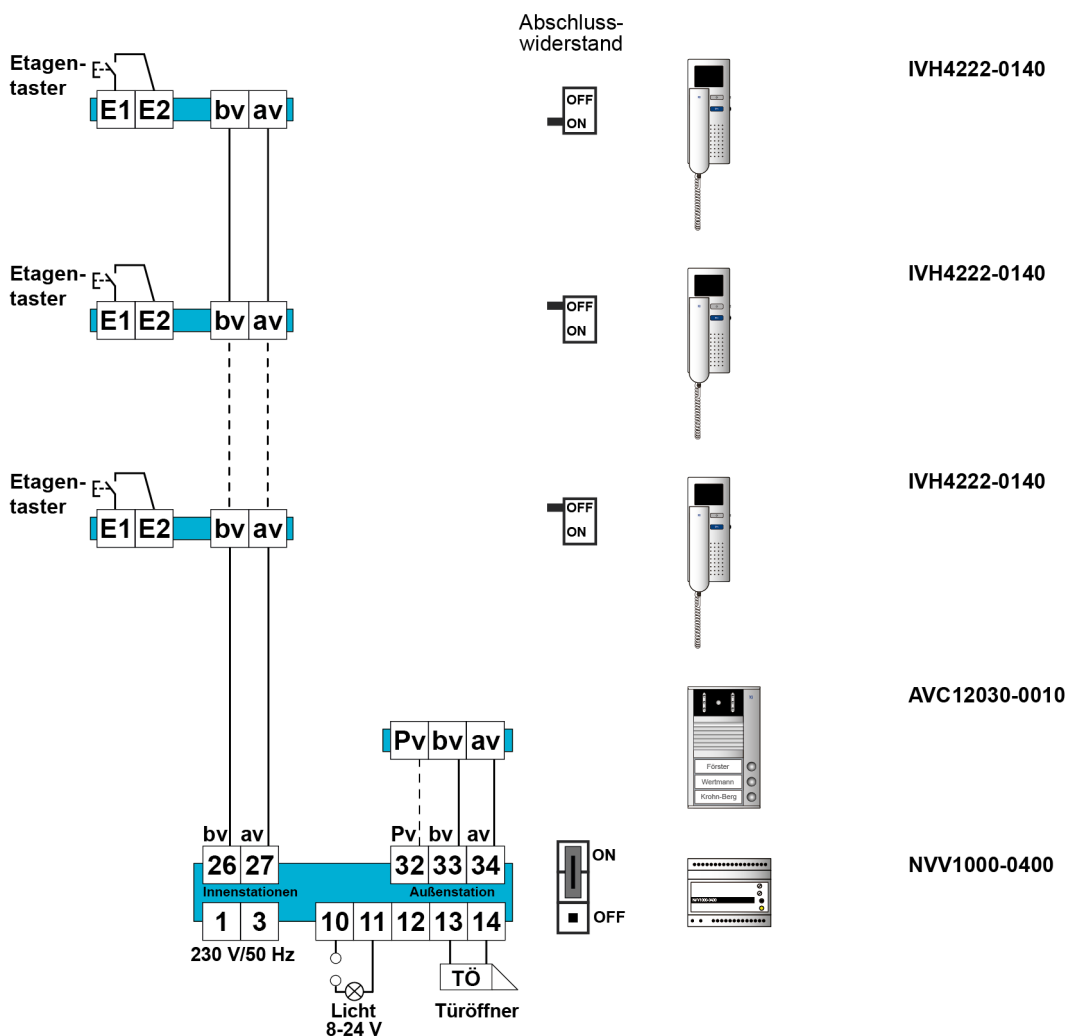 Abschluss-
widerstand
Etagen-
taster
E1 E2 bv av
OFF
ON
IVH4222-0140
Etagen-
taster
E1 E2 bv av
OFF
ON
IVH4222-0140
Etagen-
taster
E1 E2 bv av
OFF
ON
IVH4222-0140
AVC12030-0010
Förster
Wertmann
Krohn-Berg
Pv bv av
bv av
Pv bv av
26 27
32 33 34
Innenstationen
Außenstation
1 3
10 11 12 13 14
230 V/50 Hz
ON
OFF
NVV1000-0400
NVV1000-0400
TÖ
Licht
8-24 V
Türöffner